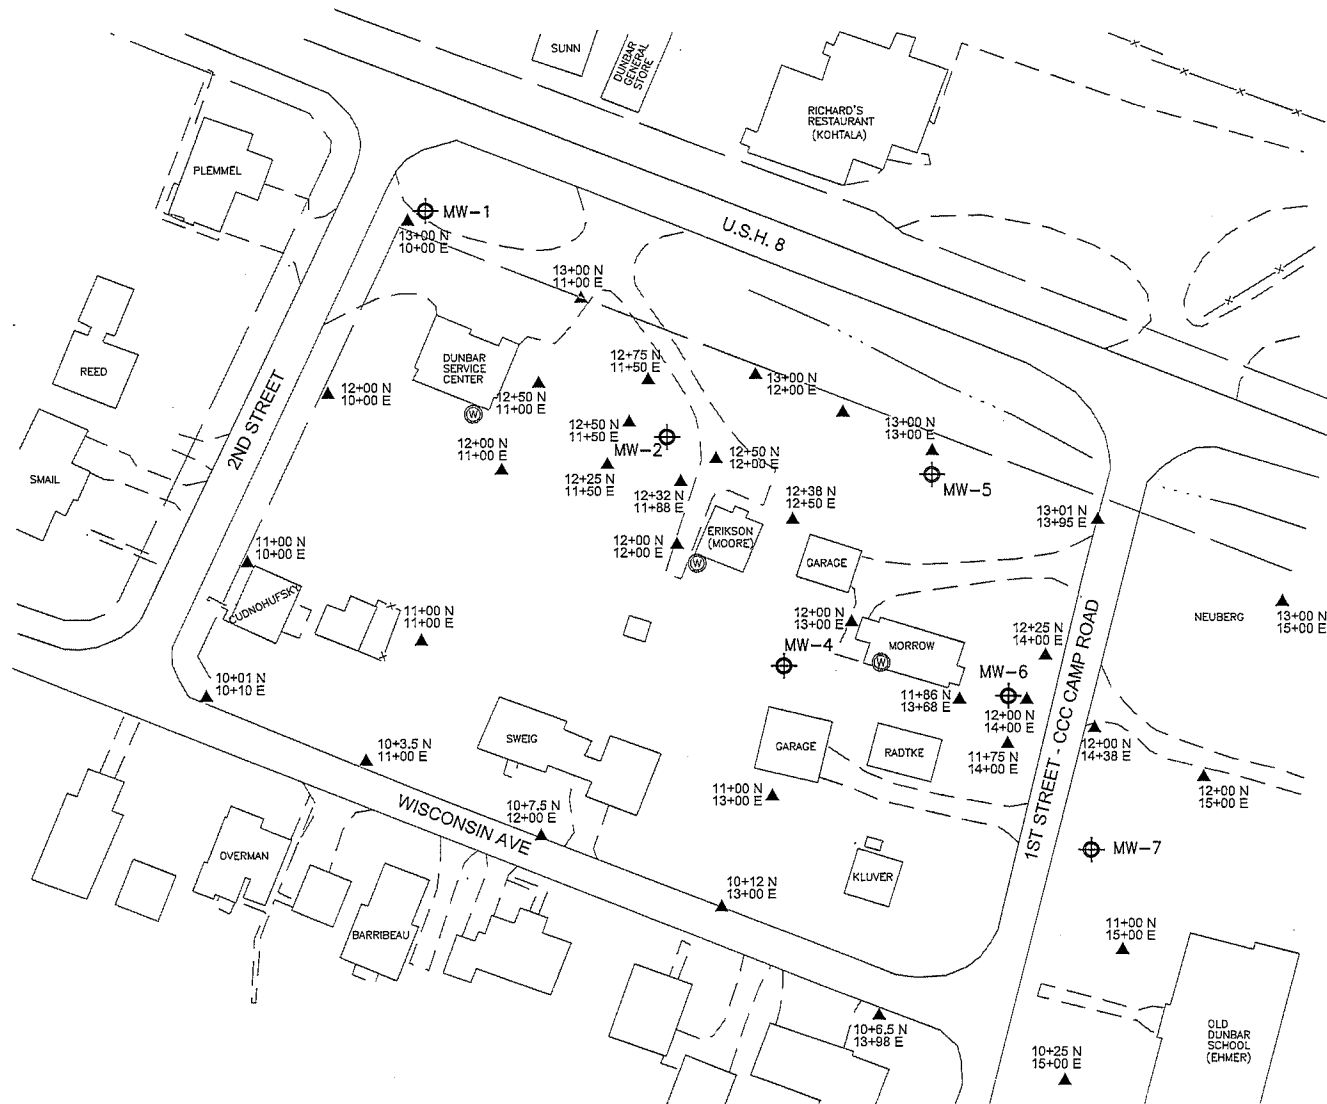 SUNN
DUNBAR
GENERAL
STORE
RICHARD'S
RESTAURANT
(KOHTALA)
PLEMMEL
MW-1
U.S.H. 8
13+00 N
10+00 E
13+00 N
11+00 E
DUNBAR
SERVICE
CENTER
W
REED
2ND STREET
12+00 N
10+00 E
12+50 N
11+00 E
12+75 N
11+50 E
13+00 N
12+00 E
12+50 N
11+50 E
MW-2
13+00 N
13+00 E
12+00 N
11+00 E
12+25 N
11+50 E
12+50 N
12+00 E
SMAIL
12+32 N
11+88 E
12+38 N
12+50 E
MW-5
13+01 N
13+95 E
ERIKSON
(MOORE)
W
12+00 N
12+00 E
11+00 N
10+00 E
GARAGE
CUDNOHUFSKY
11+00 N
11+00 E
12+00 N
13+00 E
NEUBERG
13+00 N
15+00 E
MW-4
MORROW
W
12+25 N
14+00 E
MW-6
1ST STREET - CCC CAMP ROAD
10+01 N
10+10 E
11+86 N
13+68 E
12+00 N
14+00 E
SWEIG
GARAGE
RADTKE
11+75 N
14+00 E
12+00 N
14+38 E
10+3.5 N
11+00 E
11+00 N
13+00 E
12+00 N
15+00 E
WISCONSIN AVE
10+7.5 N
12+00 E
MW-7
OVERMAN
KLUVER
10+12 N
13+00 E
BARRIBEAU
11+00 N
15+00 E
10+6.5 N
13+98 E
OLD
DUNBAR
SCHOOL
(EHMER)
10+25 N
15+00 E